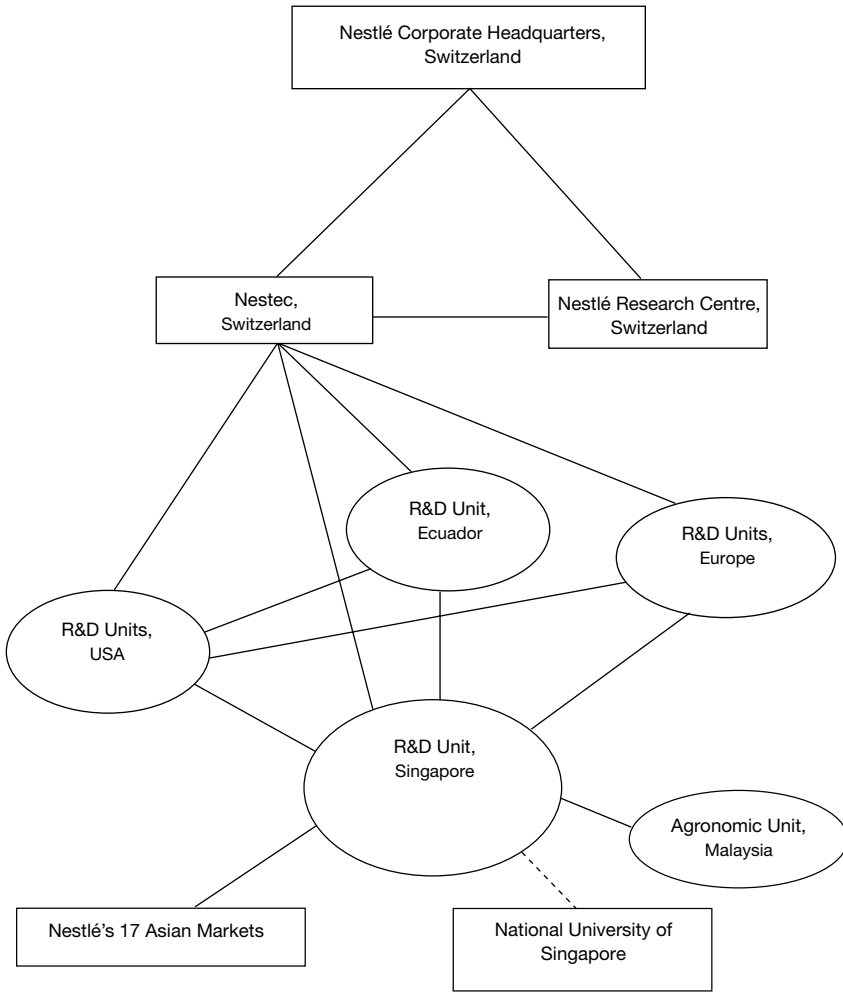 Nestlé Corporate Headquarters,
Switzerland
Nestec,
Switzerland
Nestlé Research Centre,
Switzerland
R&D Unit,
Ecuador
R&D Units,
Europe
R&D Units,
USA
R&D Unit,
Singapore
Agronomic Unit,
Malaysia
Nestlé’s 17 Asian Markets
National University of
Singapore